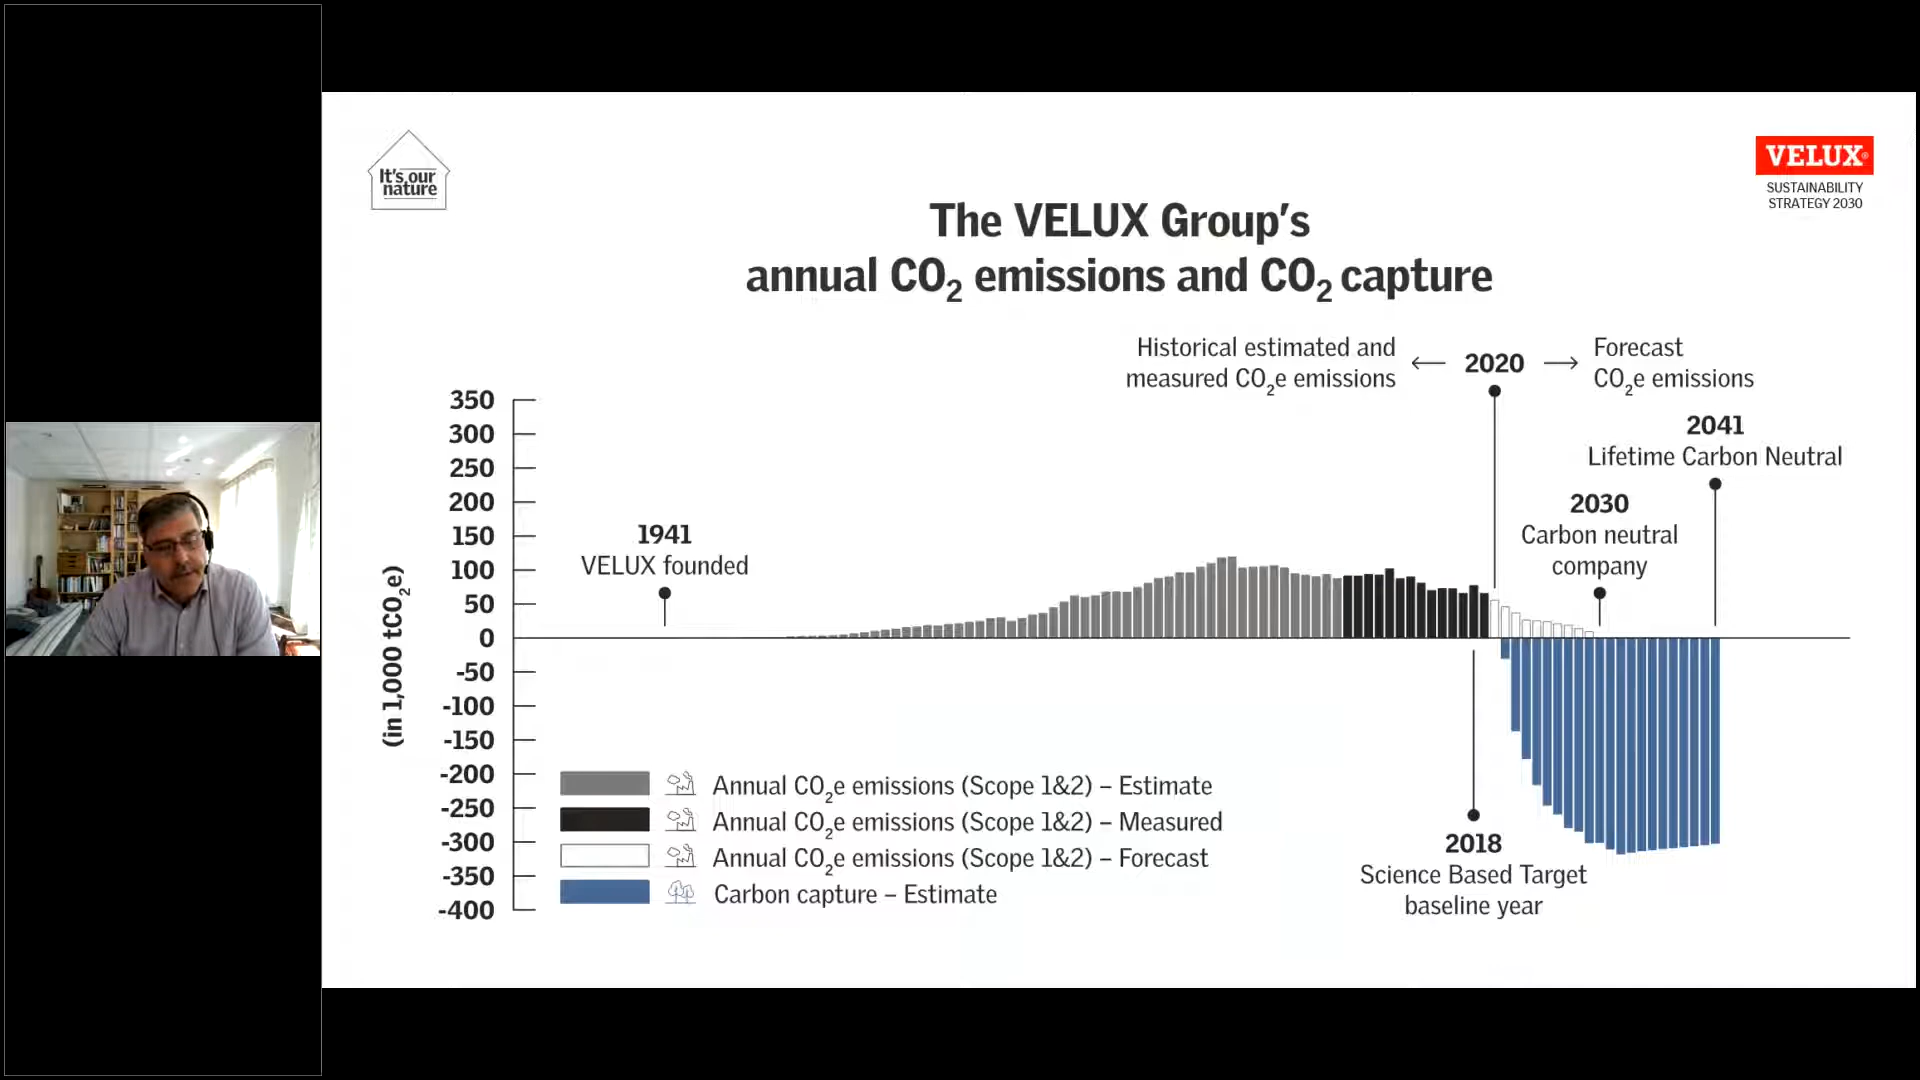 It's our
nature
VELUX®
SUSTAINABILITY
STRATEGY 2030
The VELUX Group's
annual CO₂ emissions and CO₂ capture
Historical estimated and
measured CO₂e emissions
← 2020 →
Forecast
CO₂e emissions
2041
Lifetime Carbon Neutral
2030
Carbon neutral
company
1941
VELUX founded
(in 1,000 tCO₂e)
350
300
250
200
150
100
50
0
-50
-100
-150
-200
-250
-300
-350
-400
Annual CO₂e emissions (Scope 1&2) – Estimate
Annual CO₂e emissions (Scope 1&2) – Measured
Annual CO₂e emissions (Scope 1&2) – Forecast
Carbon capture – Estimate
2018
Science Based Target
baseline year